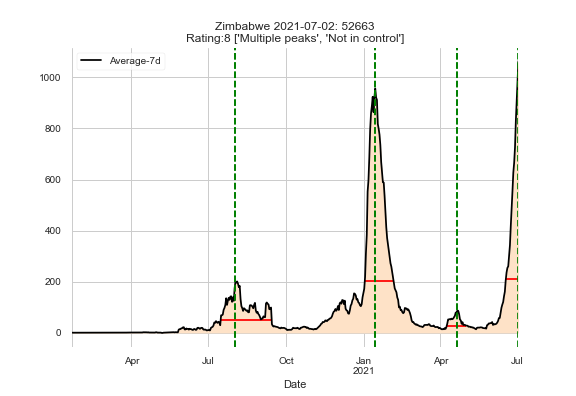 Zimbabwe 2021-07-02: 52663
Rating:8 ['Multiple peaks', 'Not in control']
Average-7d
1000
800
600
400
200
0
Apr Jul Oct Jan Apr Jul
2021
Date